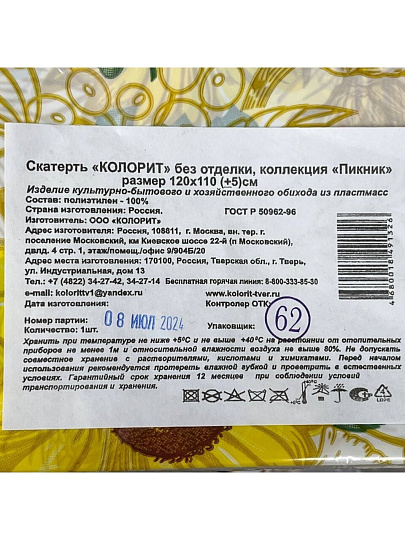 Скатерть «КОЛОРИТ» без отделки, коллекция «Пикник»
размер 120х110 (+5)см
Изделие культурно-бытового и хозяйственного обихода из пластмасс
Состав: полиэтилен - 100%
Страна изготовления: Россия. ГОСТ Р 50962-96
Изготовитель: ООО «КОЛОРИТ»
Адрес изготовителя: Россия, 108811, г. Москва, вн. тер. г.
поселение Московский, км Киевское шоссе 22-й (п Московский),
двлд. 4 стр. 1, этаж/помещ./офис 9/904Б/20
Адрес места изготовления: 170100, Россия, Тверская обл., г. Тверь,
ул. Индустриальная, дом 13
Тел.: +7 (4822) 34-27-42, 34-27-14 Бесплатная горячая линия: 8-800-333-85-30
e-mail: kolorittv1@yandex.ru www.kolorit-tver.ru
Дата изготовления: Контролер ОТК:
Номер партии: 08 ИЮЛ 2024
Количество: 1шт. Упаковщик: 62
Хранить при температуре не ниже +5°С и не выше +40°С на расстоянии от отопительных
приборов не менее 1м и относительной влажности воздуха не выше 80%. Не допускать
совместное хранение с растворителями, кислотами и химикатами. Перед началом
использования рекомендуется протереть влажной губкой и проветрить в естественных
условиях. Гарантийный срок хранения 12 месяцев при соблюдении условий
транспортирования и хранения.
4680018491326